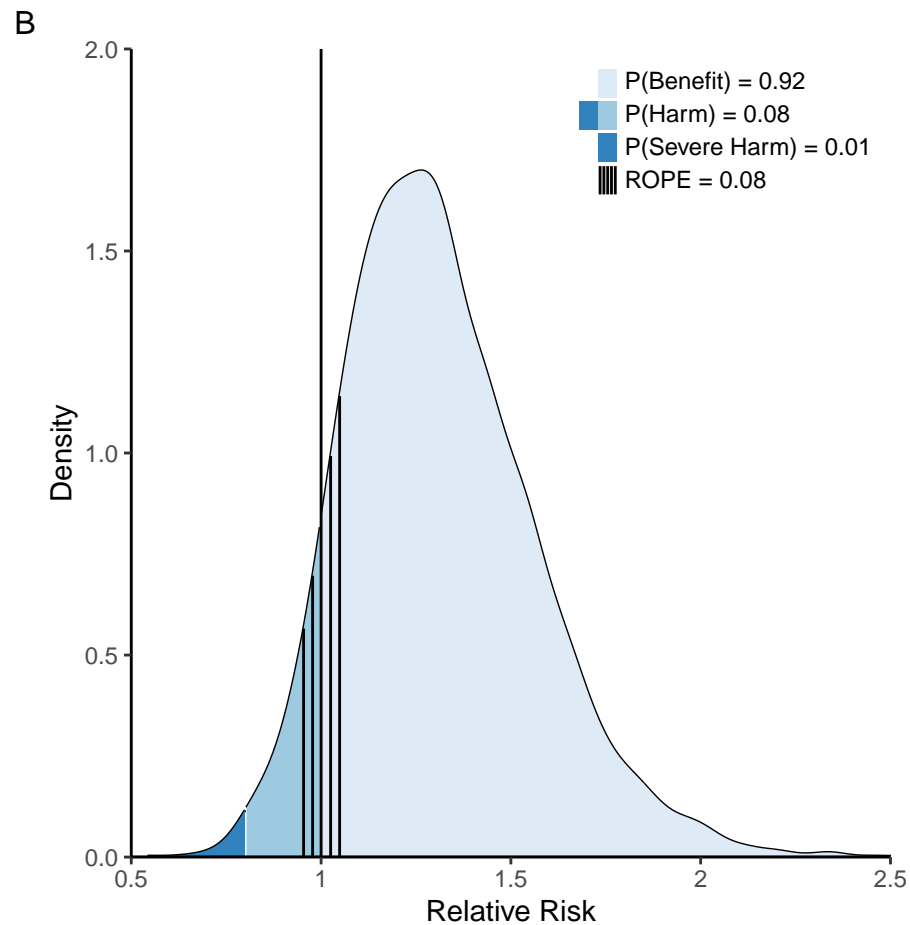 B
P(Benefit) = 0.92
P(Harm) = 0.08
P(Severe Harm) = 0.01
ROPE = 0.08
2.0
1.5
1.0
0.5
0.0
Density
0.5 1 1.5 2 2.5
Relative Risk